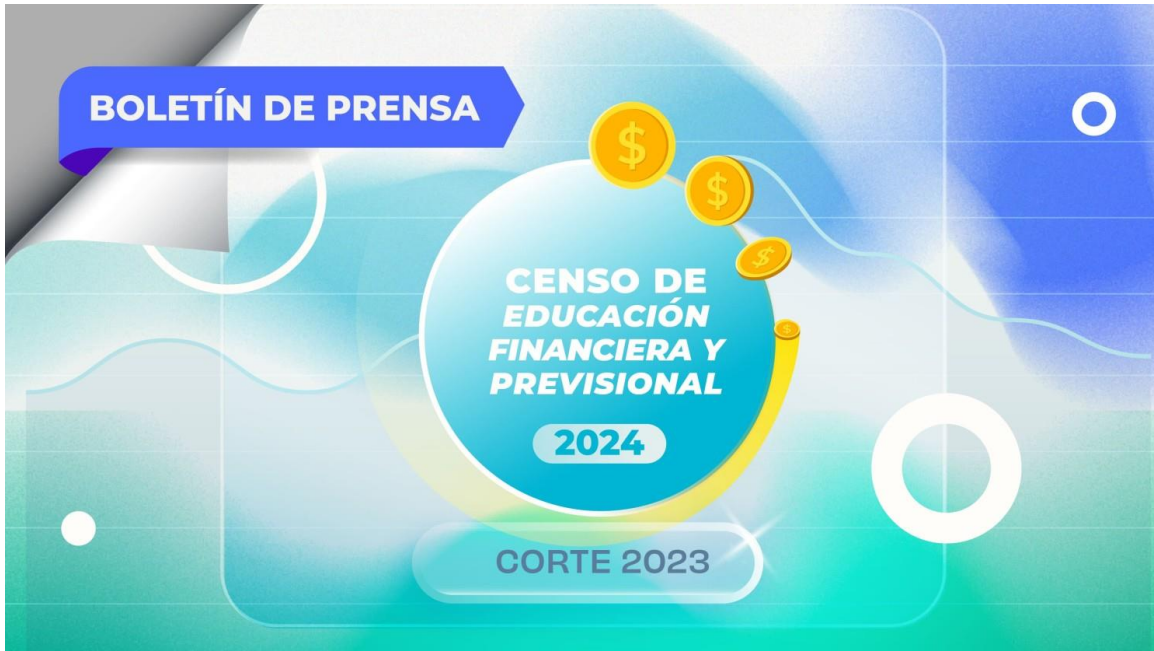 BOLETÍN DE PRENSA
$
$
$
$
CENSO DE
EDUCACIÓN
FINANCIERA Y
PREVISIONAL
2024
CORTE 2023